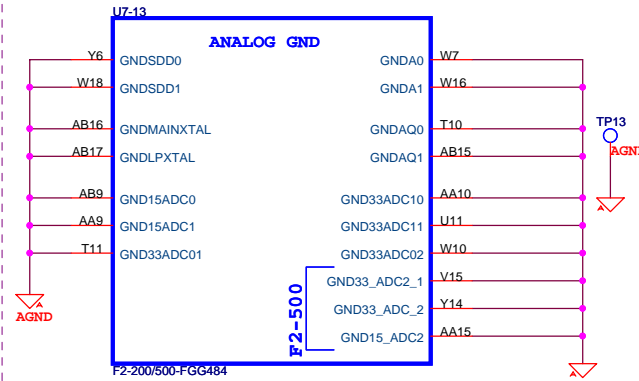 U7-13
ANALOG GND
Y6 GNDSDD0 GNDA0 W7
W18 GNDSDD1 GNDA1 W16
AB16 GNDMAINXTAL GNDAQ0 T10
TP13
AB17 GNDLPXTAL GNDAQ1 AB15
AGN
AB9 GND15ADC0 GND33ADC10 AA10
AA9 GND15ADC1 GND33ADC11 U11
T11 GND33ADC01 GND33ADC02 W10
GND33_ADC2_1 V15
GND33_ADC_2 Y14
GND15_ADC2 AA15
F2-500
A
A
AGND
A
F2-200/500-FGG484